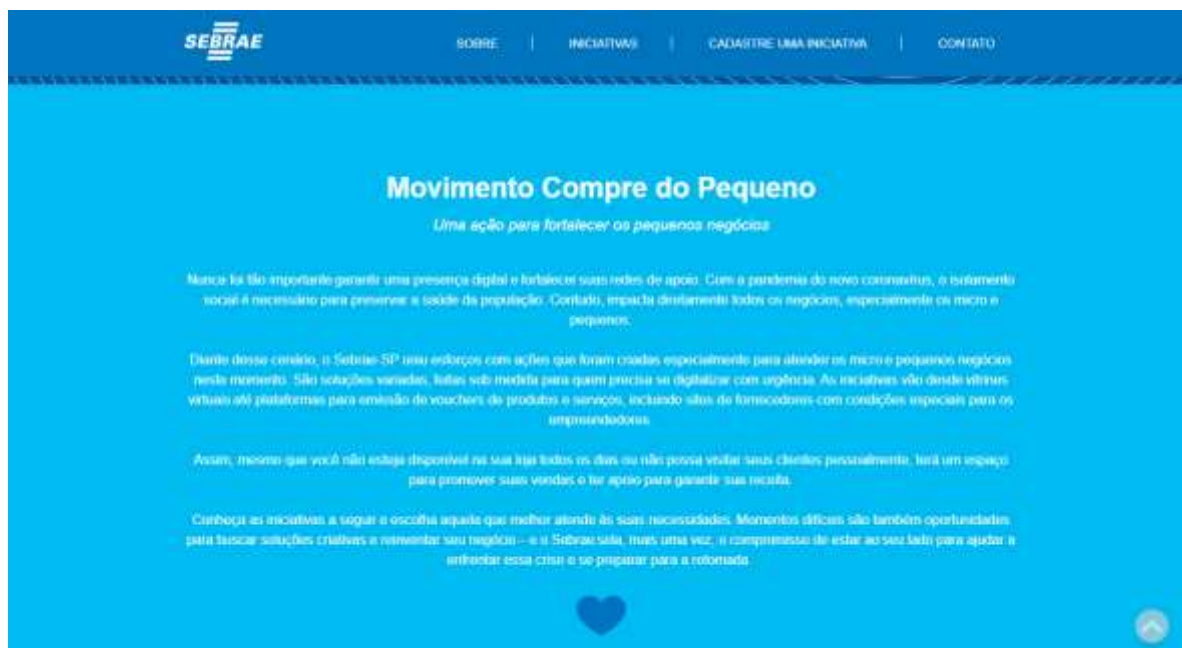 SEBRAE
SOBRE | INICIATIVAS | CADASTRE UMA INICIATIVA | CONTATO
Movimento Compre do Pequeno
Uma ação para fortalecer os pequenos negócios
Nunca foi tão importante garantir uma presença digital e fortalecer suas redes de apoio. Com a pandemia do novo coronavírus, o isolamento
social é necessário para preservar a saúde da população. Contudo, impacta diretamente todos os negócios, especialmente os micro e
pequenos.
Diante desse cenário, o Sebrae-SP uniu esforços com ações que foram criadas especialmente para atender os micro e pequenos negócios
neste momento. São soluções variadas, feitas sob medida para quem precisa se digitalizar com urgência. As iniciativas vão desde vitrines
virtuais até plataformas para emissão de vouchers de produtos e serviços, incluindo sites de fornecedores com condições especiais para os
empreendedores.
Assim, mesmo que você não esteja disponível na sua loja todos os dias ou não possa visitar seus clientes pessoalmente, terá um espaço
para promover suas vendas e ter apoio para garantir sua receita.
Conheça as iniciativas a seguir e escolha aquela que melhor atende às suas necessidades. Momentos difíceis são também oportunidades
para buscar soluções criativas e reinventar seu negócio – e o Sebrae sela, mais uma vez, o compromisso de estar ao seu lado para ajudar a
enfrentar essa crise e se preparar para a retomada.